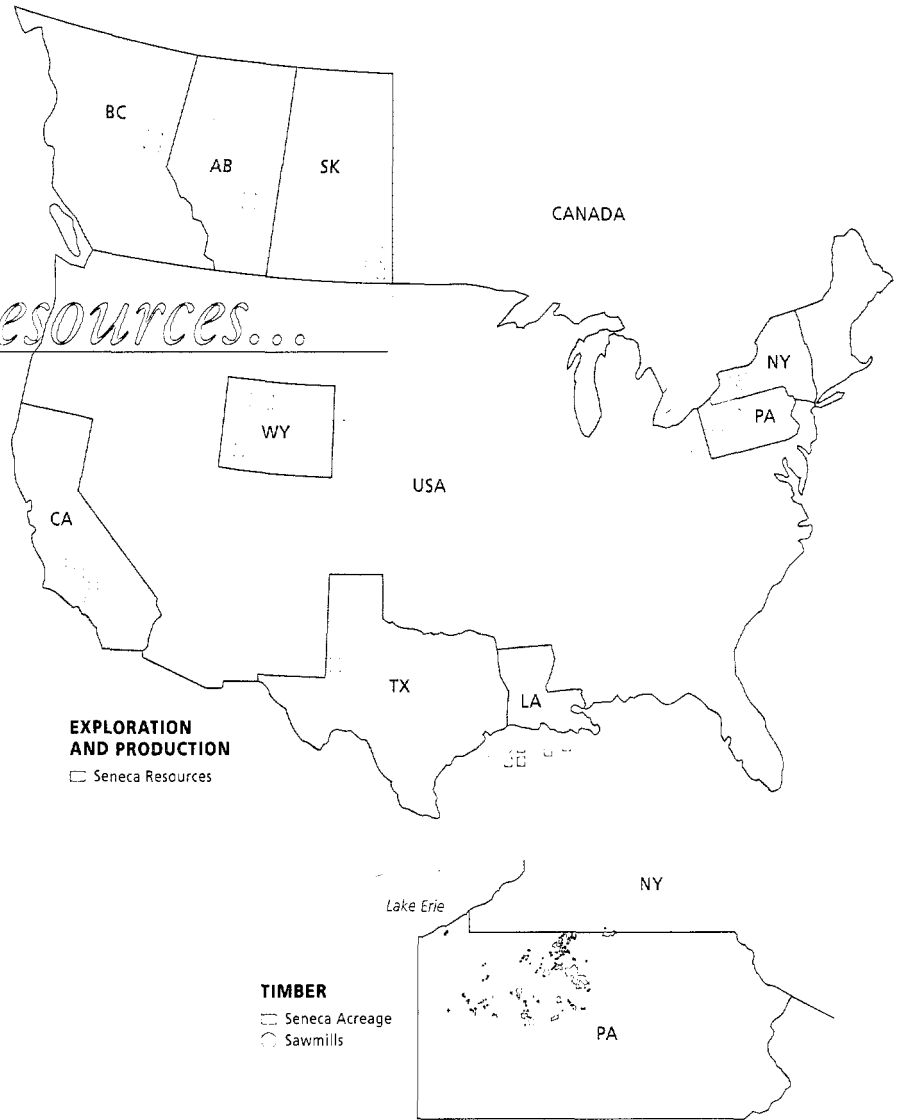 BC
AB
SK
CANADA
esources...
NY
PA
WY
USA
CA
TX
LA
EXPLORATION
AND PRODUCTION
Seneca Resources
NY
Lake Erie
TIMBER
Seneca Acreage
Sawmills
PA